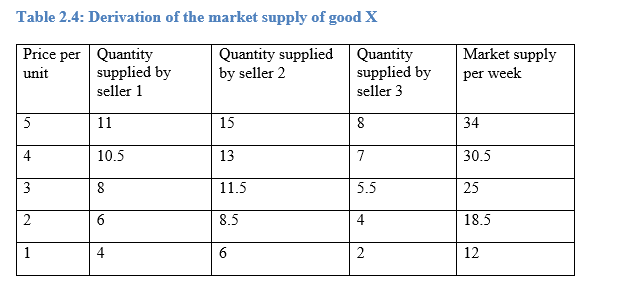 Table 2.4: Derivation of the market supply of good X
Price per unit | Quantity supplied by seller 1 | Quantity supplied by seller 2 | Quantity supplied by seller 3 | Market supply per week
5 | 11 | 15 | 8 | 34
4 | 10.5 | 13 | 7 | 30.5
3 | 8 | 11.5 | 5.5 | 25
2 | 6 | 8.5 | 4 | 18.5
1 | 4 | 6 | 2 | 12